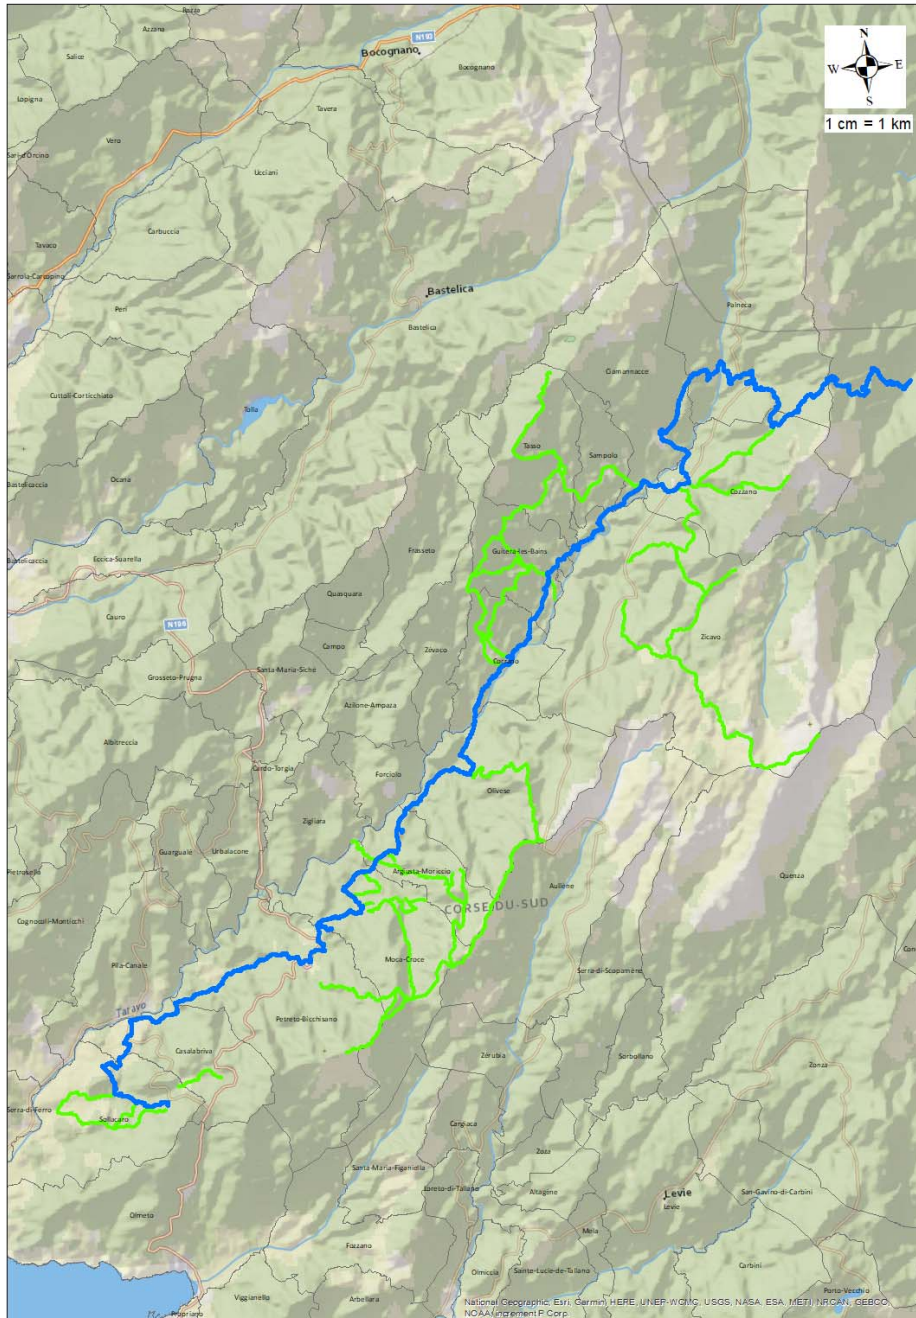 Azzana
Salice
N193
Bocognano
Bocognano
N
W
E
S
1 cm = 1 km
Lopigna
Tavera
Vero
Sari-d'Orcino
Ucciani
Tavaco
Carbuccia
Sarrola-Carcopino
Peri
Bastelica
Bastelica
Palneca
Ciamannacce
Cuttoli-Corticchiato
Tolla
Tasso
Sampolo
Bastelicaccia
Ocana
Cozzano
Frasseto
Guitera-les-Bains
Bastelicaccia
Eccica-Suarella
Quasquara
Cauro
N196
Campo
Zévaco
Corrano
Zicavo
Grosseto-Prugna
Santa-Maria-Siché
Azilone-Ampaza
Albitreccia
Cardo-Torgia
Forciolo
Olivese
Zigliara
Guargualé
Urbalacone
Pietrosella
Argiusta-Moriccio
Aullène
Quenza
CORSE-DU-SUD
Cognocoli-Monticchi
Moca-Croce
Pila-Canale
Serra-di-Scopamène
Taravo
Petreto-Bicchisano
Casalabriva
Zérubia
Sorbollano
Zonza
Serra-di-Ferro
Sollacaro
Cargiaca
Zoza
Santa-Maria-Figaniella
Loreto-di-Tallano
Altagène
Levie
Levie
San-Gavino-di-Carbini
Olmeto
Mela
Fozzano
Olmiccia
Sainte-Lucie-de-Tallano
Carbini
Viggianello
Arbellara
Porto-Vecchio
Propriano
National Geographic, Esri, Garmin, HERE, UNEP-WCMC, USGS, NASA, ESA, METI, NRCAN, GEBCO,
NOAA, increment P Corp.